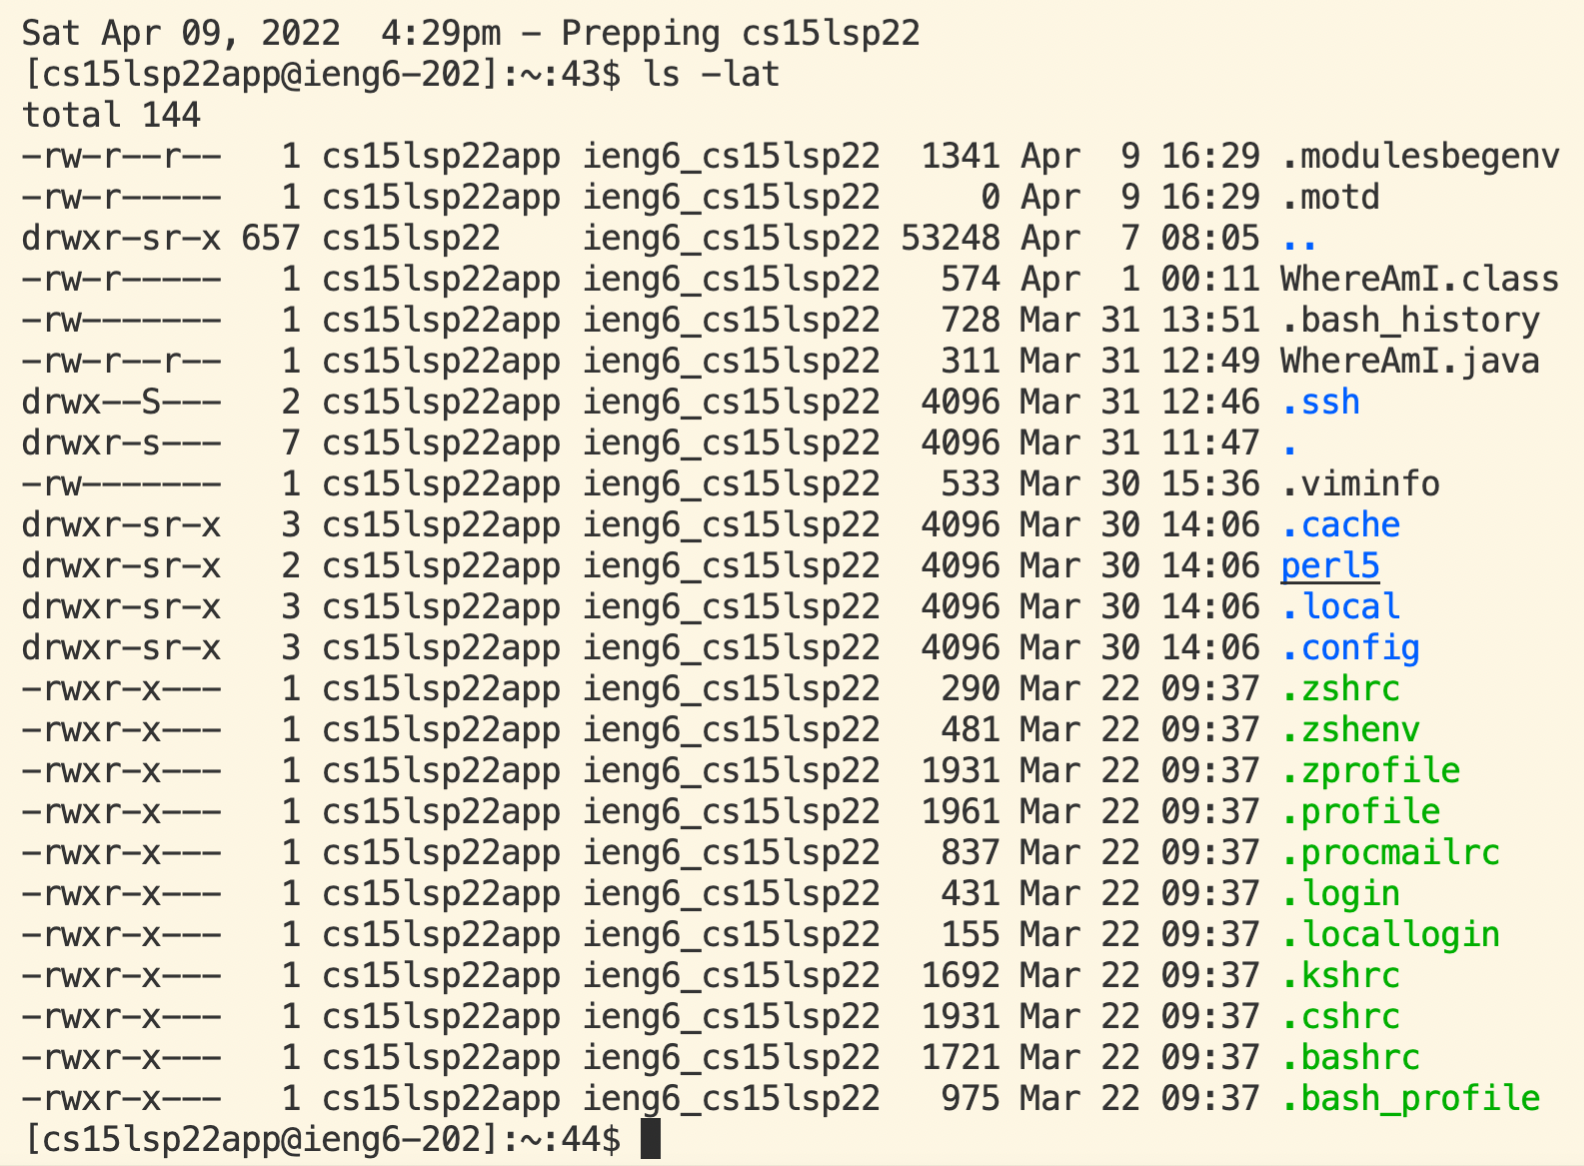 Sat Apr 09, 2022  4:29pm - Prepping cs15lsp22
[cs15lsp22app@ieng6-202]:~:43$ ls -lat
total 144
-rw-r--r--   1 cs15lsp22app ieng6_cs15lsp22  1341 Apr  9 16:29 .modulesbegenv
-rw-r-----   1 cs15lsp22app ieng6_cs15lsp22     0 Apr  9 16:29 .motd
drwxr-sr-x 657 cs15lsp22    ieng6_cs15lsp22 53248 Apr  7 08:05 ..
-rw-r-----   1 cs15lsp22app ieng6_cs15lsp22   574 Apr  1 00:11 WhereAmI.class
-rw-------   1 cs15lsp22app ieng6_cs15lsp22   728 Mar 31 13:51 .bash_history
-rw-r--r--   1 cs15lsp22app ieng6_cs15lsp22   311 Mar 31 12:49 WhereAmI.java
drwx--S---   2 cs15lsp22app ieng6_cs15lsp22  4096 Mar 31 12:46 .ssh
drwxr-s---   7 cs15lsp22app ieng6_cs15lsp22  4096 Mar 31 11:47 .
-rw-------   1 cs15lsp22app ieng6_cs15lsp22   533 Mar 30 15:36 .viminfo
drwxr-sr-x   3 cs15lsp22app ieng6_cs15lsp22  4096 Mar 30 14:06 .cache
drwxr-sr-x   2 cs15lsp22app ieng6_cs15lsp22  4096 Mar 30 14:06 perl5
drwxr-sr-x   3 cs15lsp22app ieng6_cs15lsp22  4096 Mar 30 14:06 .local
drwxr-sr-x   3 cs15lsp22app ieng6_cs15lsp22  4096 Mar 30 14:06 .config
-rwxr-x---   1 cs15lsp22app ieng6_cs15lsp22   290 Mar 22 09:37 .zshrc
-rwxr-x---   1 cs15lsp22app ieng6_cs15lsp22   481 Mar 22 09:37 .zshenv
-rwxr-x---   1 cs15lsp22app ieng6_cs15lsp22  1931 Mar 22 09:37 .zprofile
-rwxr-x---   1 cs15lsp22app ieng6_cs15lsp22  1961 Mar 22 09:37 .profile
-rwxr-x---   1 cs15lsp22app ieng6_cs15lsp22   837 Mar 22 09:37 .procmailrc
-rwxr-x---   1 cs15lsp22app ieng6_cs15lsp22   431 Mar 22 09:37 .login
-rwxr-x---   1 cs15lsp22app ieng6_cs15lsp22   155 Mar 22 09:37 .locallogin
-rwxr-x---   1 cs15lsp22app ieng6_cs15lsp22  1692 Mar 22 09:37 .kshrc
-rwxr-x---   1 cs15lsp22app ieng6_cs15lsp22  1931 Mar 22 09:37 .cshrc
-rwxr-x---   1 cs15lsp22app ieng6_cs15lsp22  1721 Mar 22 09:37 .bashrc
-rwxr-x---   1 cs15lsp22app ieng6_cs15lsp22   975 Mar 22 09:37 .bash_profile
[cs15lsp22app@ieng6-202]:~:44$